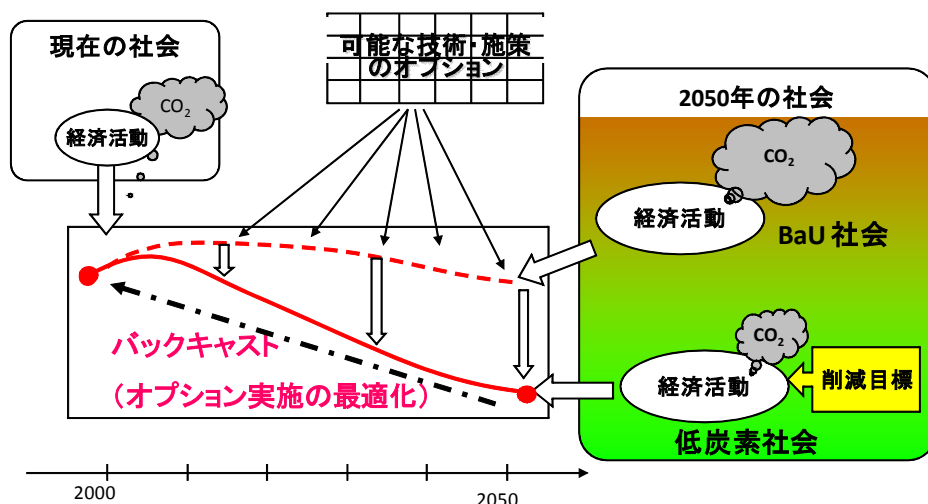 現在の社会
CO2
経済活動
可能な技術・施策
のオプション
2050年の社会
CO2
経済活動
BaU 社会
CO2
経済活動
削減目標
低炭素社会
バックキャスト
(オプション実施の最適化)
2000
2050